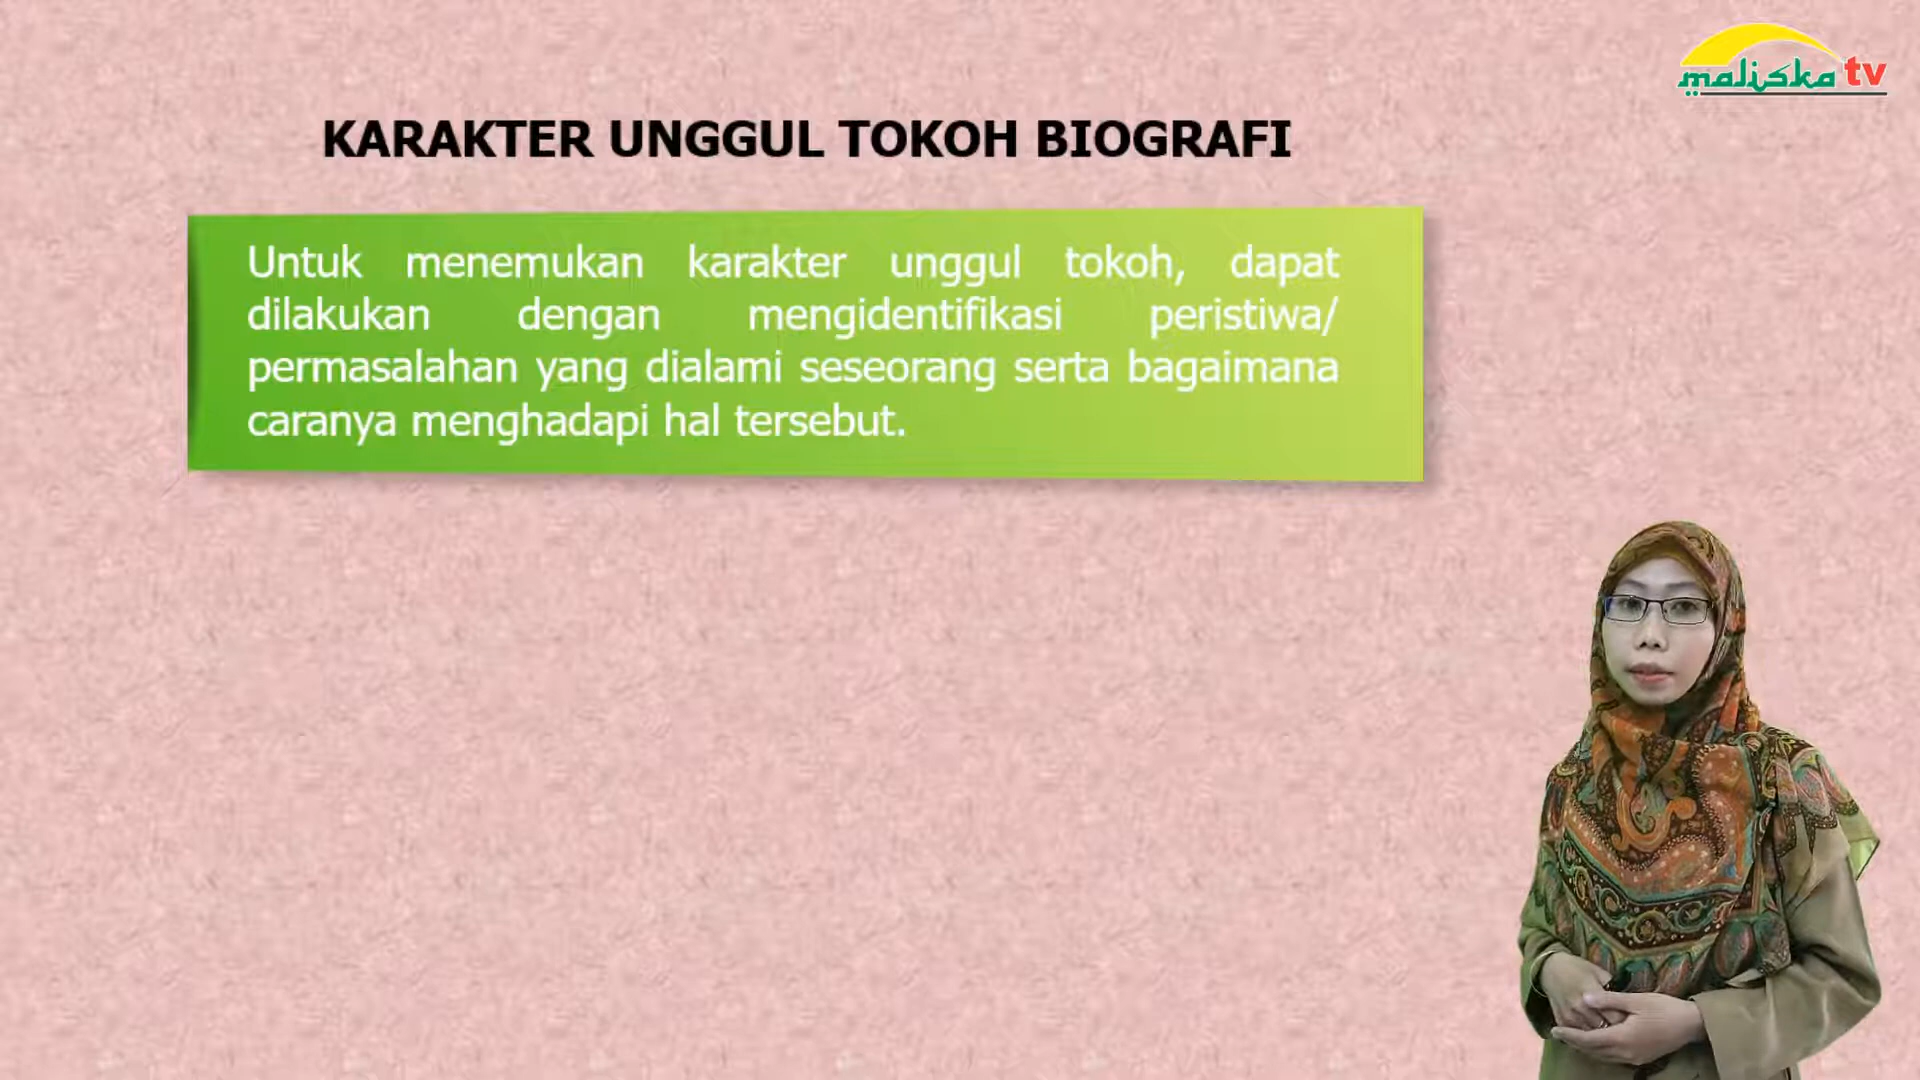 maliska tv
KARAKTER UNGGUL TOKOH BIOGRAFI
Untuk menemukan karakter unggul tokoh, dapat
dilakukan dengan mengidentifikasi peristiwa/
permasalahan yang dialami seseorang serta bagaimana
caranya menghadapi hal tersebut.